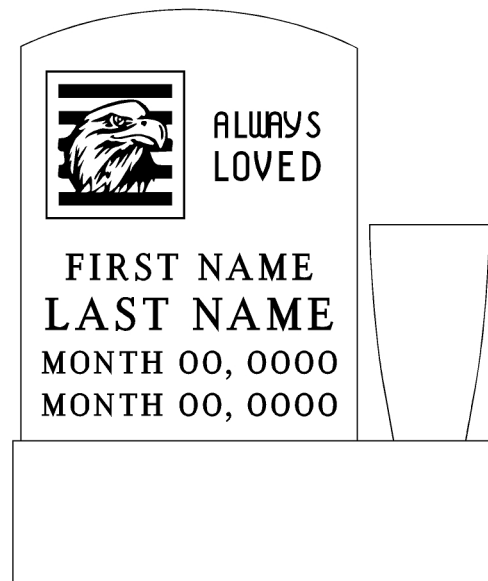 ALWAYS
LOVED
FIRST NAME
LAST NAME
MONTH 00, 0000
MONTH 00, 0000